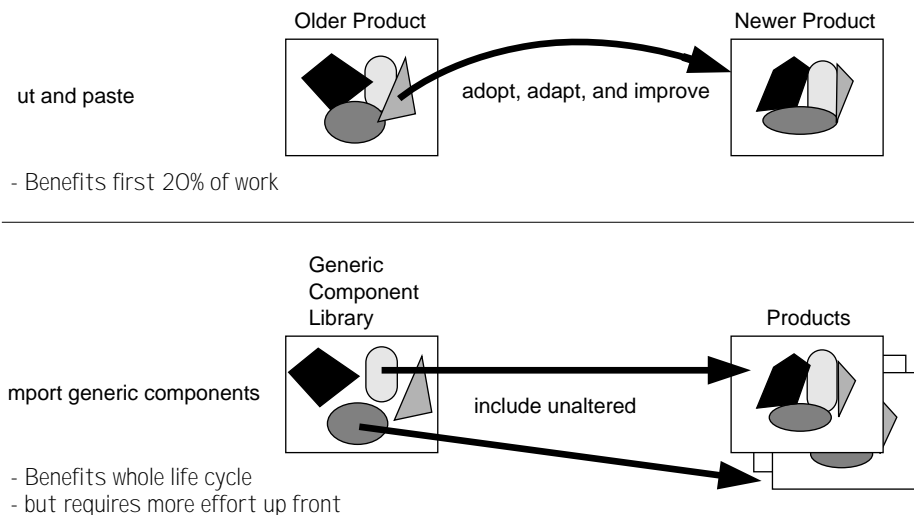 Older Product
Newer Product
ut and paste
adopt, adapt, and improve
- Benefits first 20% of work
Generic
Component
Library
Products
mport generic components
include unaltered
- Benefits whole life cycle
- but requires more effort up front